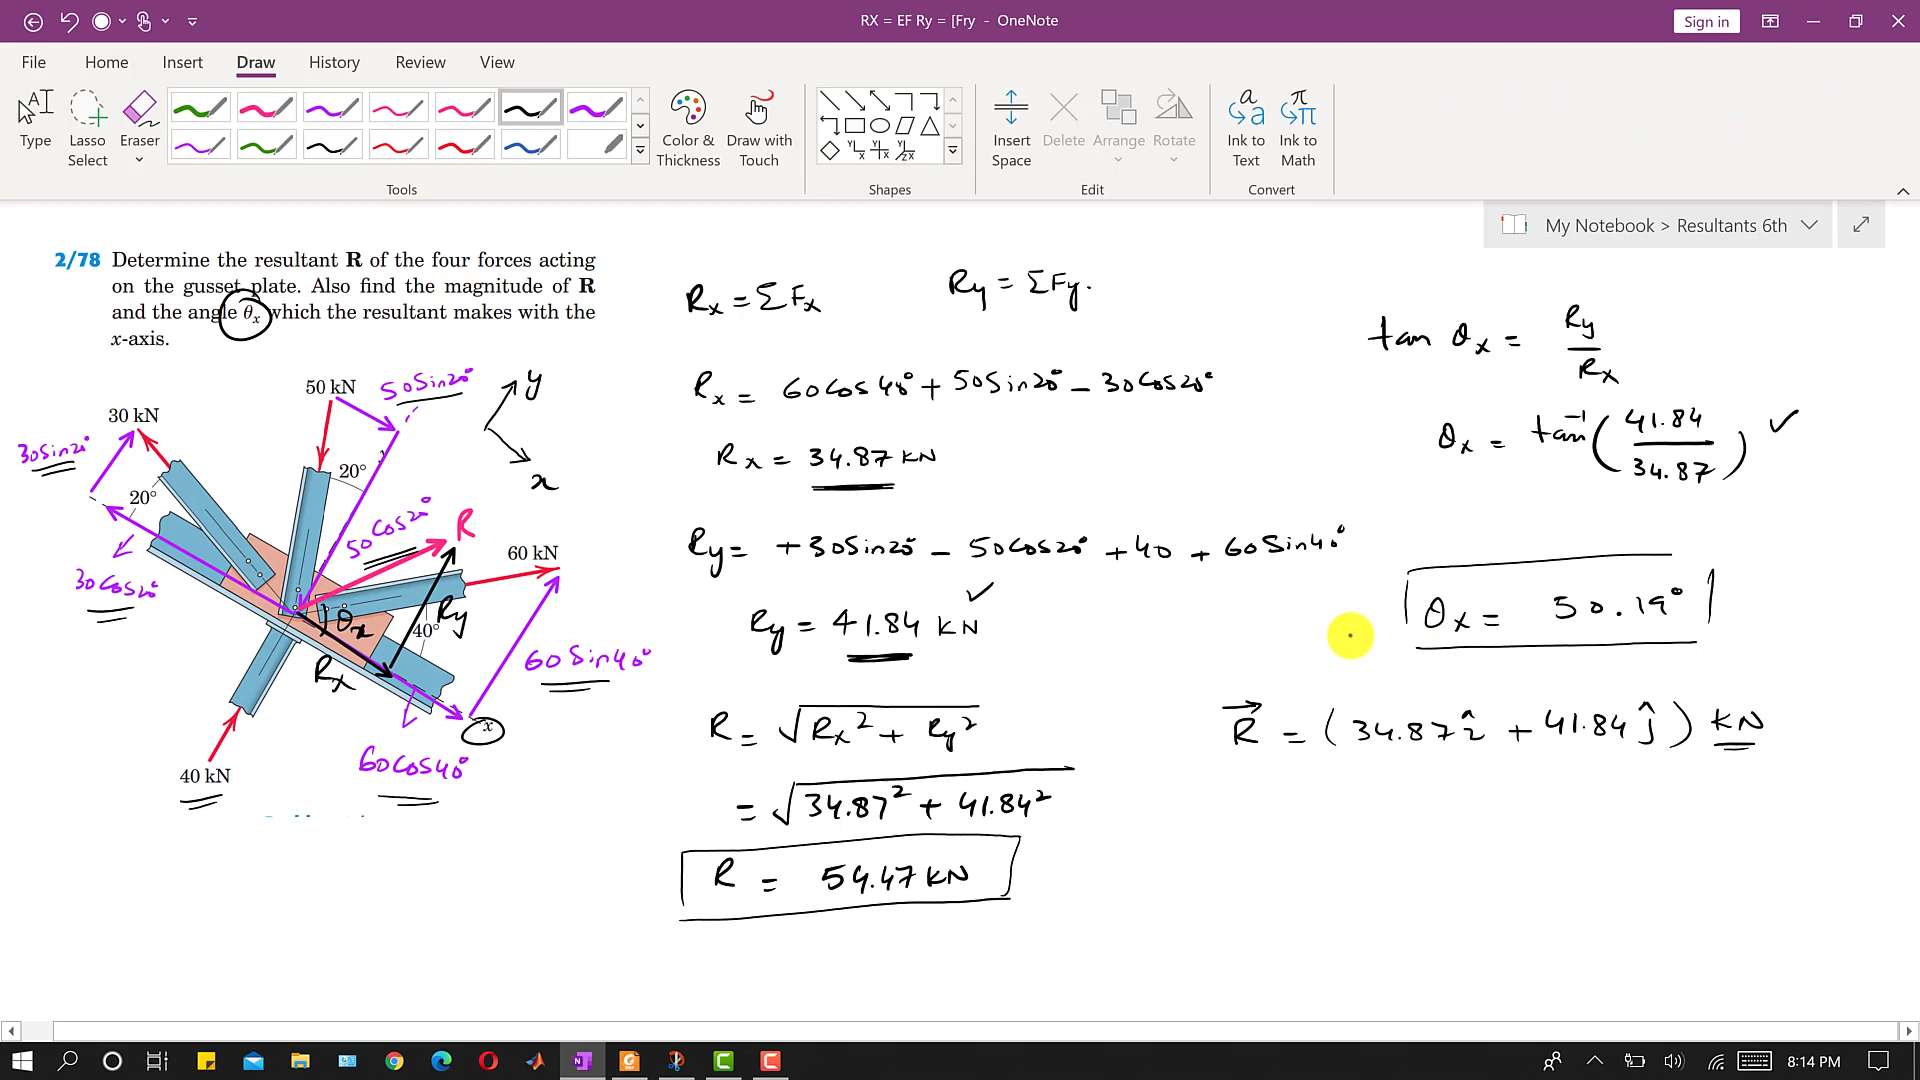 RX = EF Ry = [Fry - OneNote
Sign in
File Home Insert Draw History Review View
Type
Lasso Select
Eraser
Color & Thickness
Draw with Touch
Insert Space
Delete
Arrange
Rotate
Ink to Text
Ink to Math
Tools
Shapes
Edit
Convert
My Notebook > Resultants 6th
2/78 Determine the resultant R of the four forces acting
on the gusset plate. Also find the magnitude of R
and the angle θx which the resultant makes with the
x-axis.
50 kN
50Sin20°
y
x
30 kN
30Sin20°
20°
20°
50Cos20°
R
60 kN
30Cos20°
θx
Ry
40°
Rx
60Sin40°
x
60Cos40°
40 kN
Rx = ΣFx
Ry = ΣFy.
Rx = 60Cos40° + 50Sin20° - 30Cos20°
Rx = 34.87 KN
Ry = +30Sin20° - 50Cos20° + 40 + 60Sin40°
Ry = 41.84 KN ✓
R = √Rx² + Ry²
= √34.87² + 41.84²
R = 54.47 KN
tan θx = Ry/Rx
θx = tan⁻¹(41.84/34.87) ✓
θx = 50.19°
R⃗ = (34.87î + 41.84ĵ) KN
8:14 PM